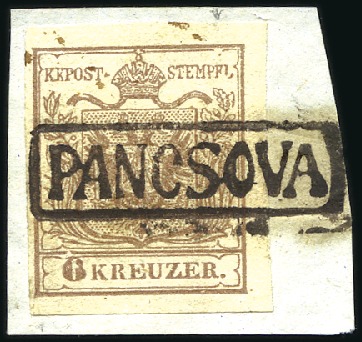 KKPOST-STEMPEL
PANCSOVA
6 KREUZER.